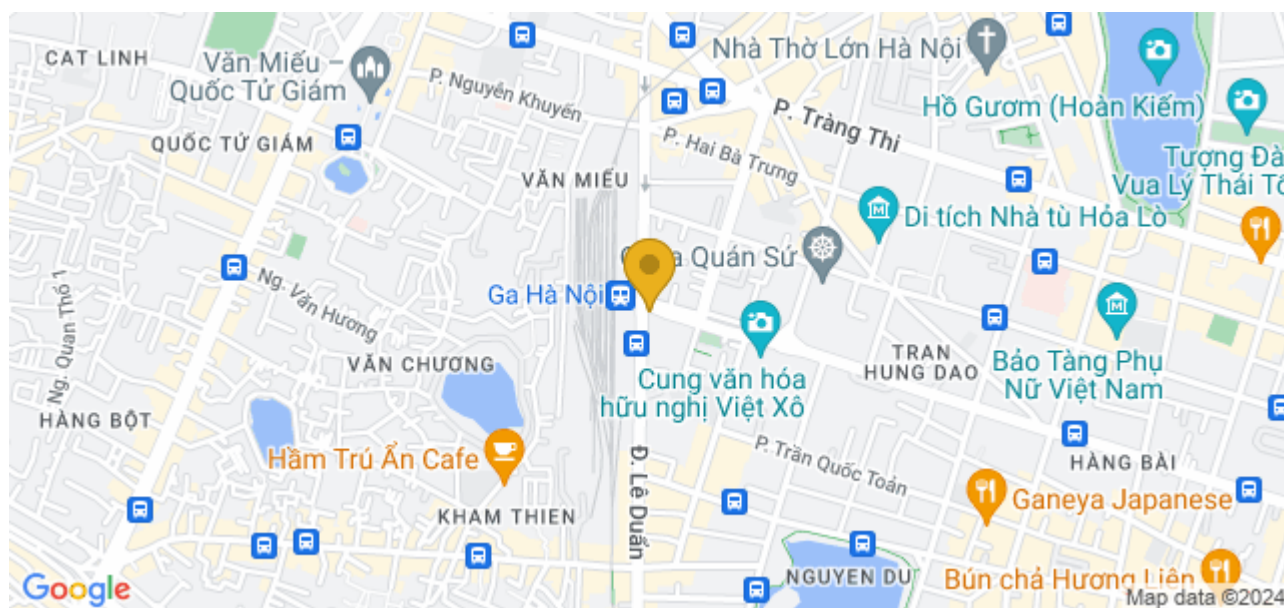 CAT LINH
Văn Miếu –
Quốc Tử Giám
P. Nguyên Khuyến
Nhà Thờ Lớn Hà Nội
Hồ Gươm (Hoàn Kiếm)
P. Tràng Thi
QUỐC TỬ GIÁM
P. Hai Bà Trưng
Tượng Đà
Vua Lý Thái Tổ
VĂN MIẾU
Di tích Nhà tù Hỏa Lò
Quán Sứ
Ng. Văn Hương
Ga Hà Nội
Ng. Quan Thổ 1
VĂN CHƯƠNG
TRAN
HUNG DAO
Bảo Tàng Phụ
Nữ Việt Nam
Cung văn hóa
hữu nghị Việt Xô
HÀNG BỘT
Hầm Trú Ẩn Cafe
P. Trần Quốc Toản
HÀNG BÀI
Đ. Lê Duẩn
Ganeya Japanese
KHAM THIEN
NGUYEN DU
Bún chả Hương Liên
Google
Map data ©2024